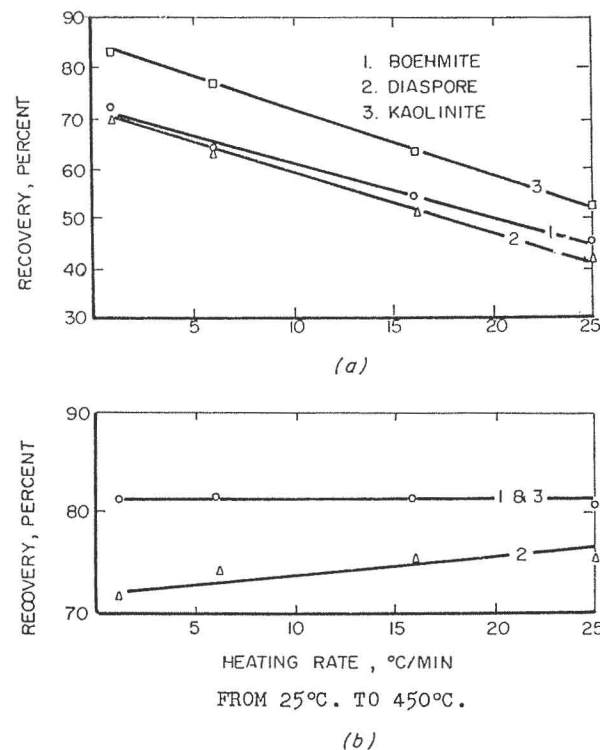 90
80
70
60
50
40
30
RECOVERY, PERCENT
1. BOEHMITE
2. DIASPORE
3. KAOLINITE
3
1
2
5
10
15
20
25
(a)
90
80
70
RECOVERY, PERCENT
1 & 3
2
5
10
15
20
25
HEATING RATE , °C/MIN
FROM 25°C. TO 450°C.
(b)